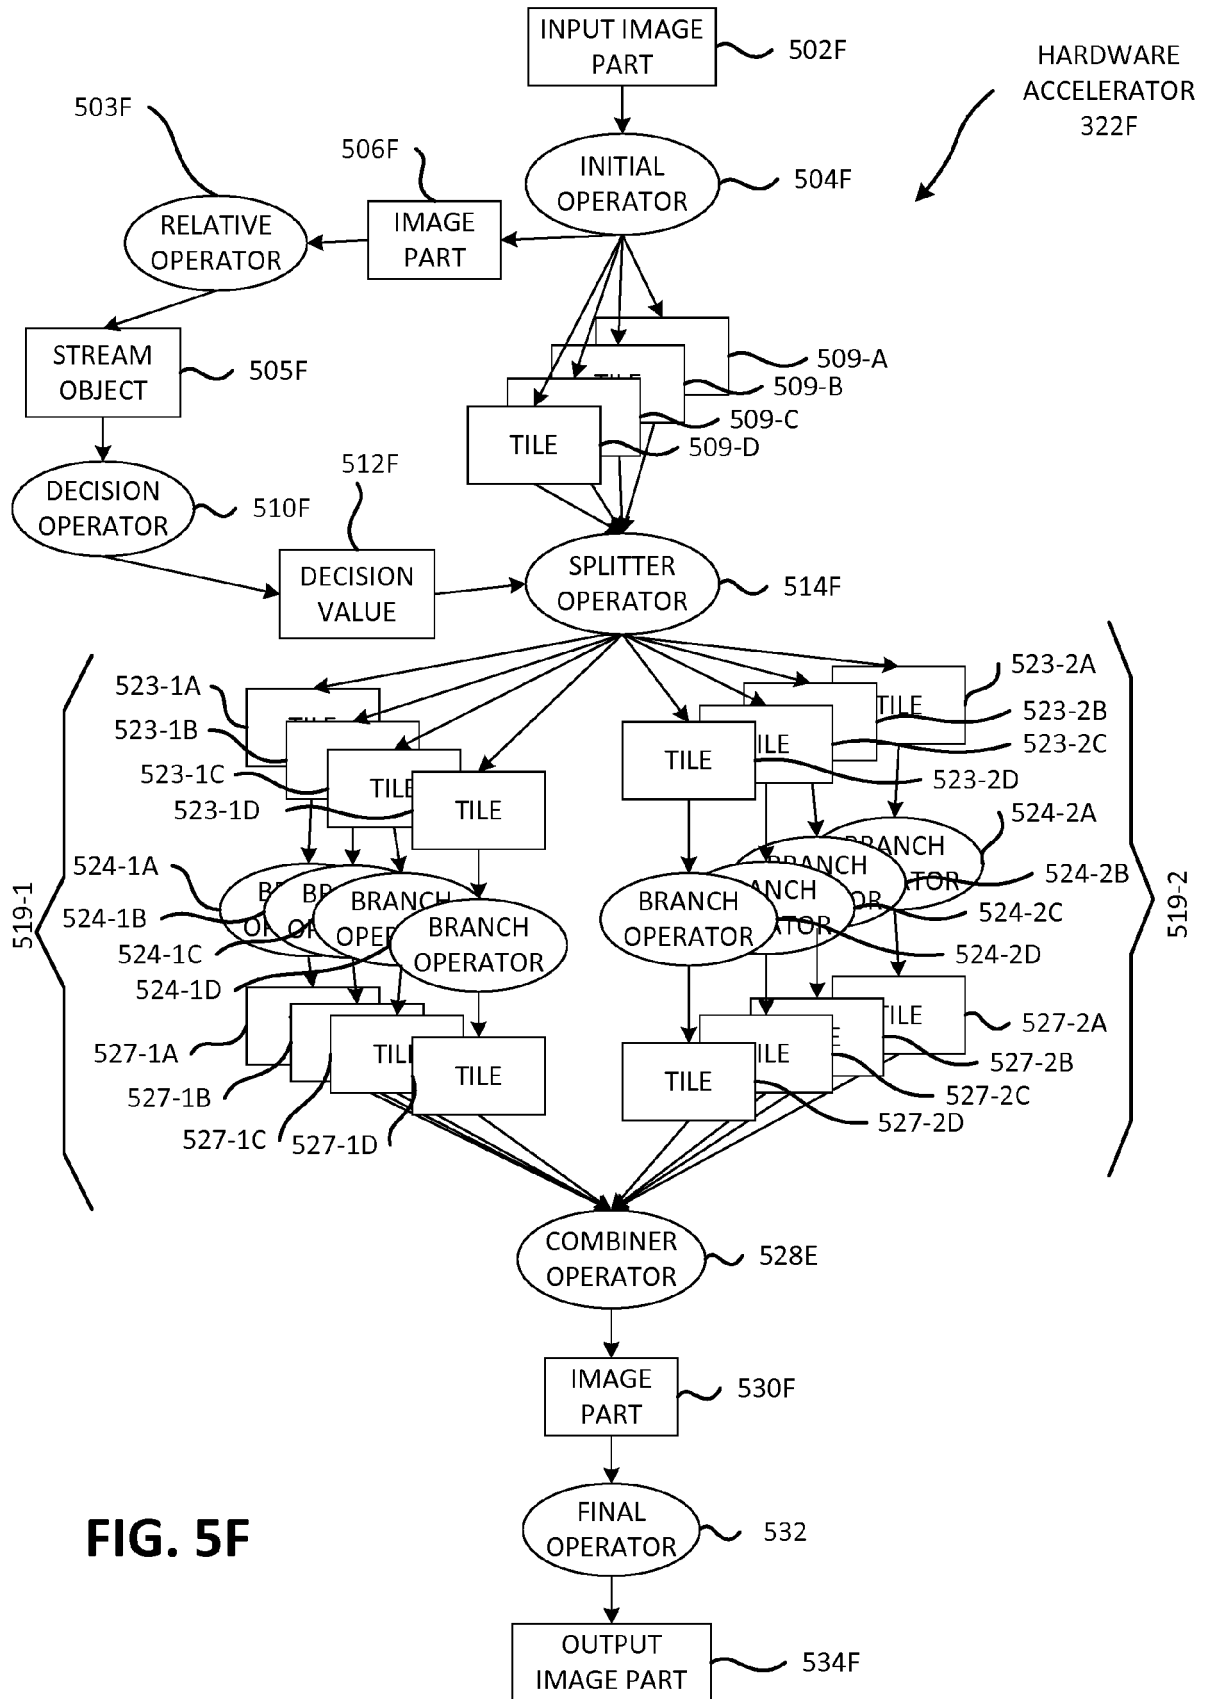 INPUT IMAGE
PART
502F
HARDWARE
ACCELERATOR
322F
503F
506F
INITIAL
OPERATOR
504F
RELATIVE
OPERATOR
IMAGE
PART
STREAM
OBJECT
505F
509-A
509-B
509-C
509-D
TILE
TILE
DECISION
OPERATOR
510F
512F
DECISION
VALUE
SPLITTER
OPERATOR
514F
519-1
523-1A
523-1B
523-1C
523-1D
TILE
TILE
TILE
TILE
TILE
TILE
523-2A
523-2B
523-2C
523-2D
519-2
524-1A
524-1B
524-1C
524-1D
BRANCH
OPERATOR
BRANCH
OPERATOR
BRANCH
524-2A
524-2B
524-2C
524-2D
527-1A
527-1B
527-1C
527-1D
TILE
TILE
TILE
TILE
527-2A
527-2B
527-2C
527-2D
COMBINER
OPERATOR
528E
IMAGE
PART
530F
FINAL
OPERATOR
532
FIG. 5F
OUTPUT
IMAGE PART
534F